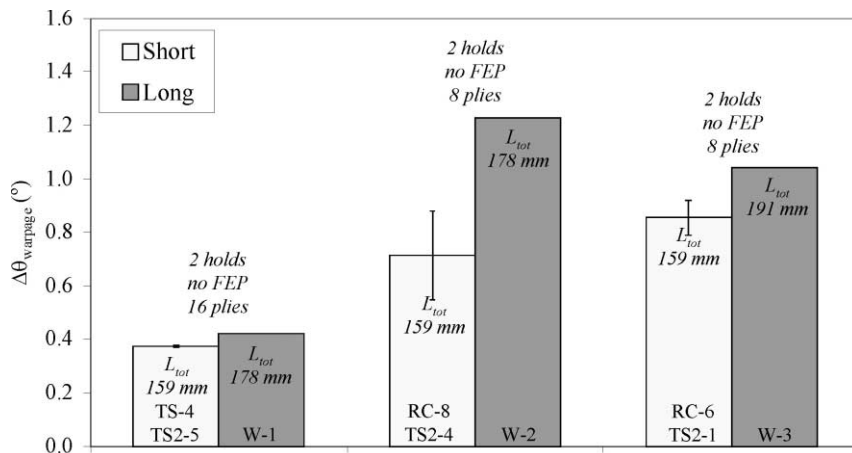 1.6
1.4
1.2
1.0
0.8
0.6
0.4
0.2
0.0
Δθwarpage (º)
Short
Long
2 holds
no FEP
16 plies
Ltot
159 mm
TS-4
TS2-5
Ltot
178 mm
W-1
2 holds
no FEP
8 plies
Ltot
159 mm
RC-8
TS2-4
Ltot
178 mm
W-2
2 holds
no FEP
8 plies
Ltot
159 mm
RC-6
TS2-1
Ltot
191 mm
W-3